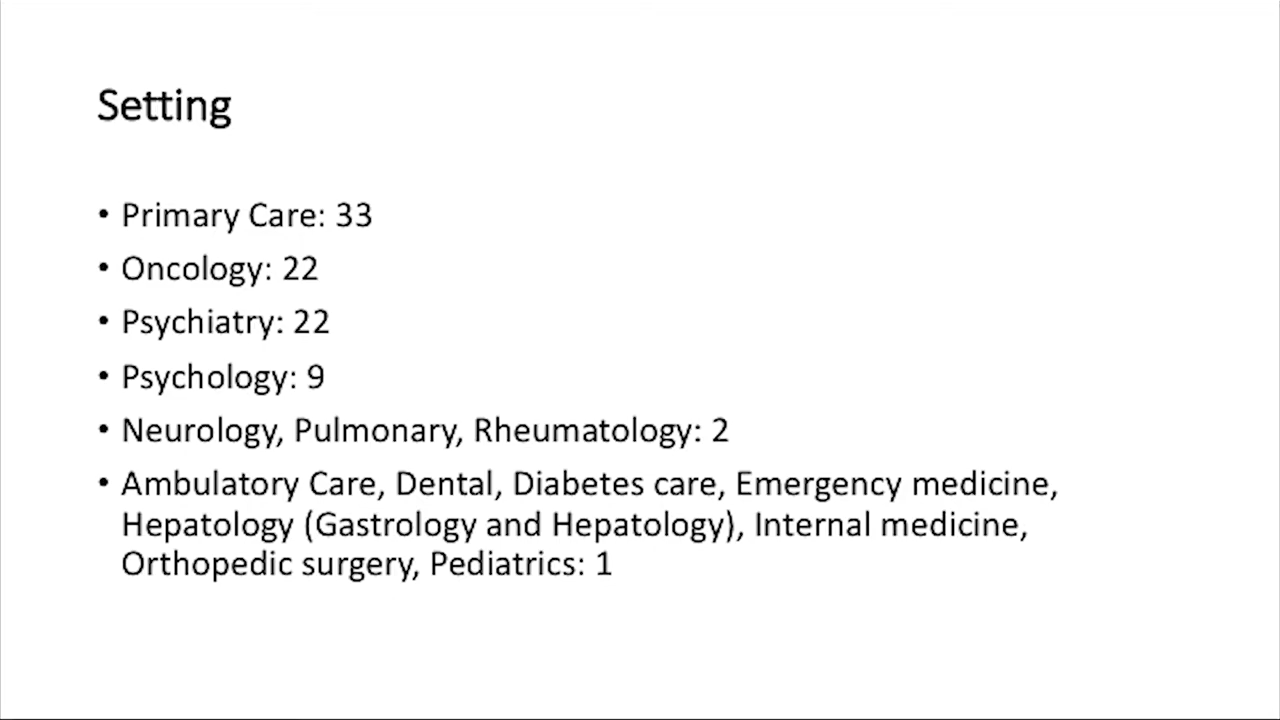 Setting
• Primary Care: 33
• Oncology: 22
• Psychiatry: 22
• Psychology: 9
• Neurology, Pulmonary, Rheumatology: 2
• Ambulatory Care, Dental, Diabetes care, Emergency medicine,
Hepatology (Gastrology and Hepatology), Internal medicine,
Orthopedic surgery, Pediatrics: 1